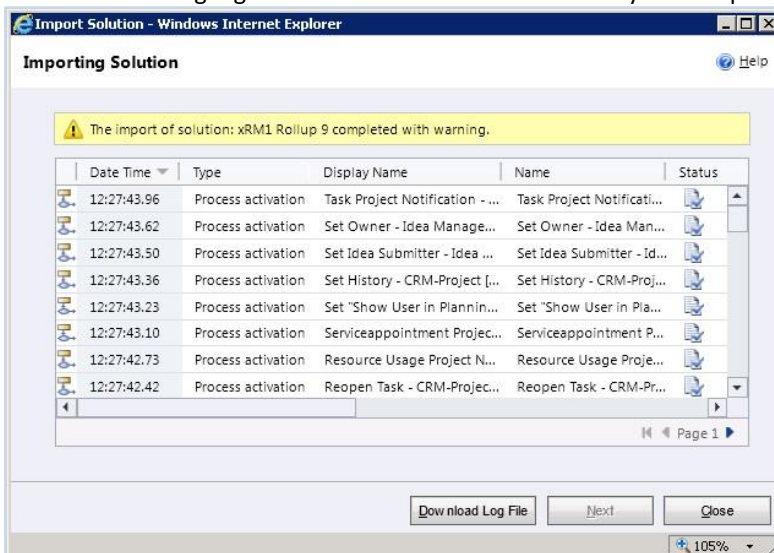 Import Solution - Windows Internet Explorer
Importing Solution
Help
The import of solution: xRM1 Rollup 9 completed with warning.
Date Time Type Display Name Name Status
12:27:43.96 Process activation Task Project Notification - ... Task Project Notificati...
12:27:43.62 Process activation Set Owner - Idea Manage... Set Owner - Idea Man...
12:27:43.50 Process activation Set Idea Submitter - Idea ... Set Idea Submitter - Id...
12:27:43.36 Process activation Set History - CRM-Project [... Set History - CRM-Proj...
12:27:43.23 Process activation Set "Show User in Plannin... Set "Show User in Pla...
12:27:43.10 Process activation Serviceappointment Projec... Serviceappointment P...
12:27:42.73 Process activation Resource Usage Project N... Resource Usage Proje...
12:27:42.42 Process activation Reopen Task - CRM-Projec... Reopen Task - CRM-Pr...
Page 1
Download Log File Next Close
105%